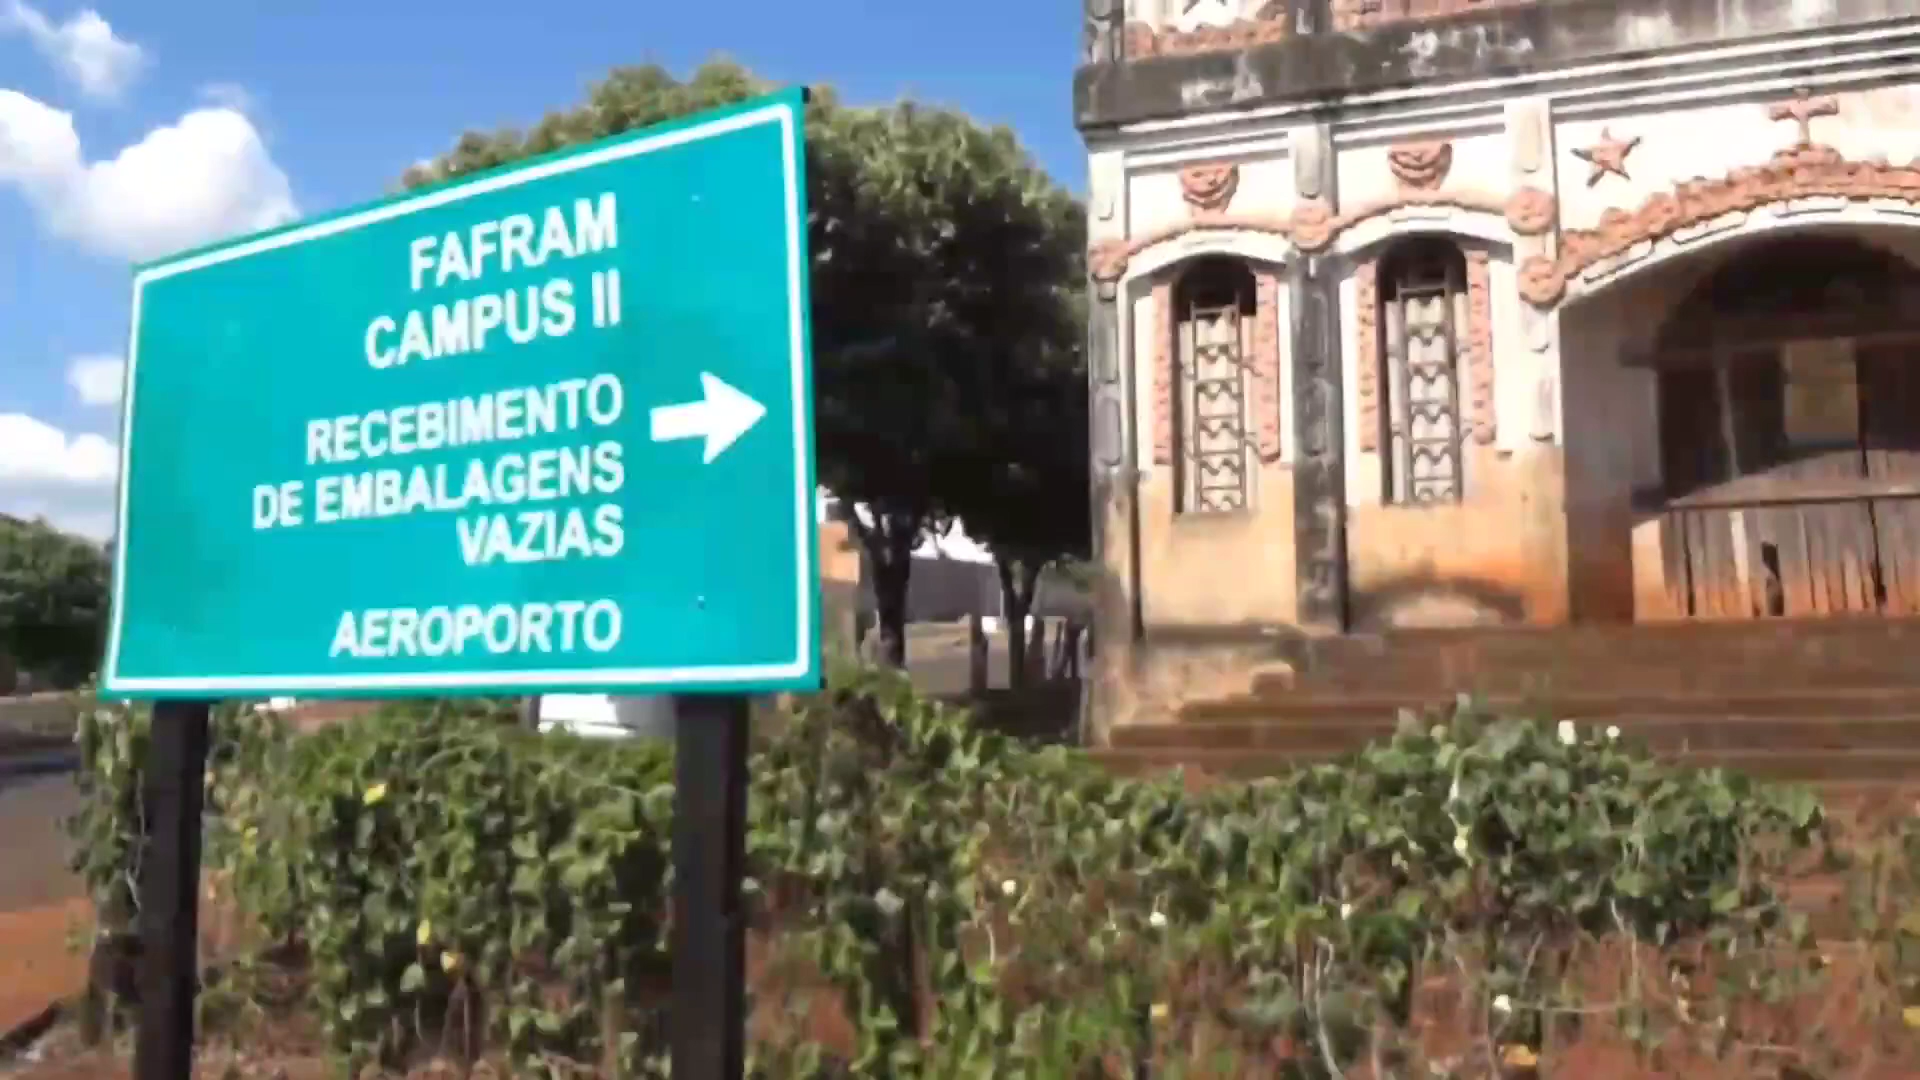 FAFRAM
CAMPUS II
RECEBIMENTO
DE EMBALAGENS
VAZIAS
AEROPORTO